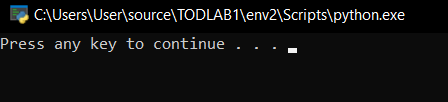 C:\Users\User\source\TODLAB1\env2\Scripts\python.exe
Press any key to continue . . .